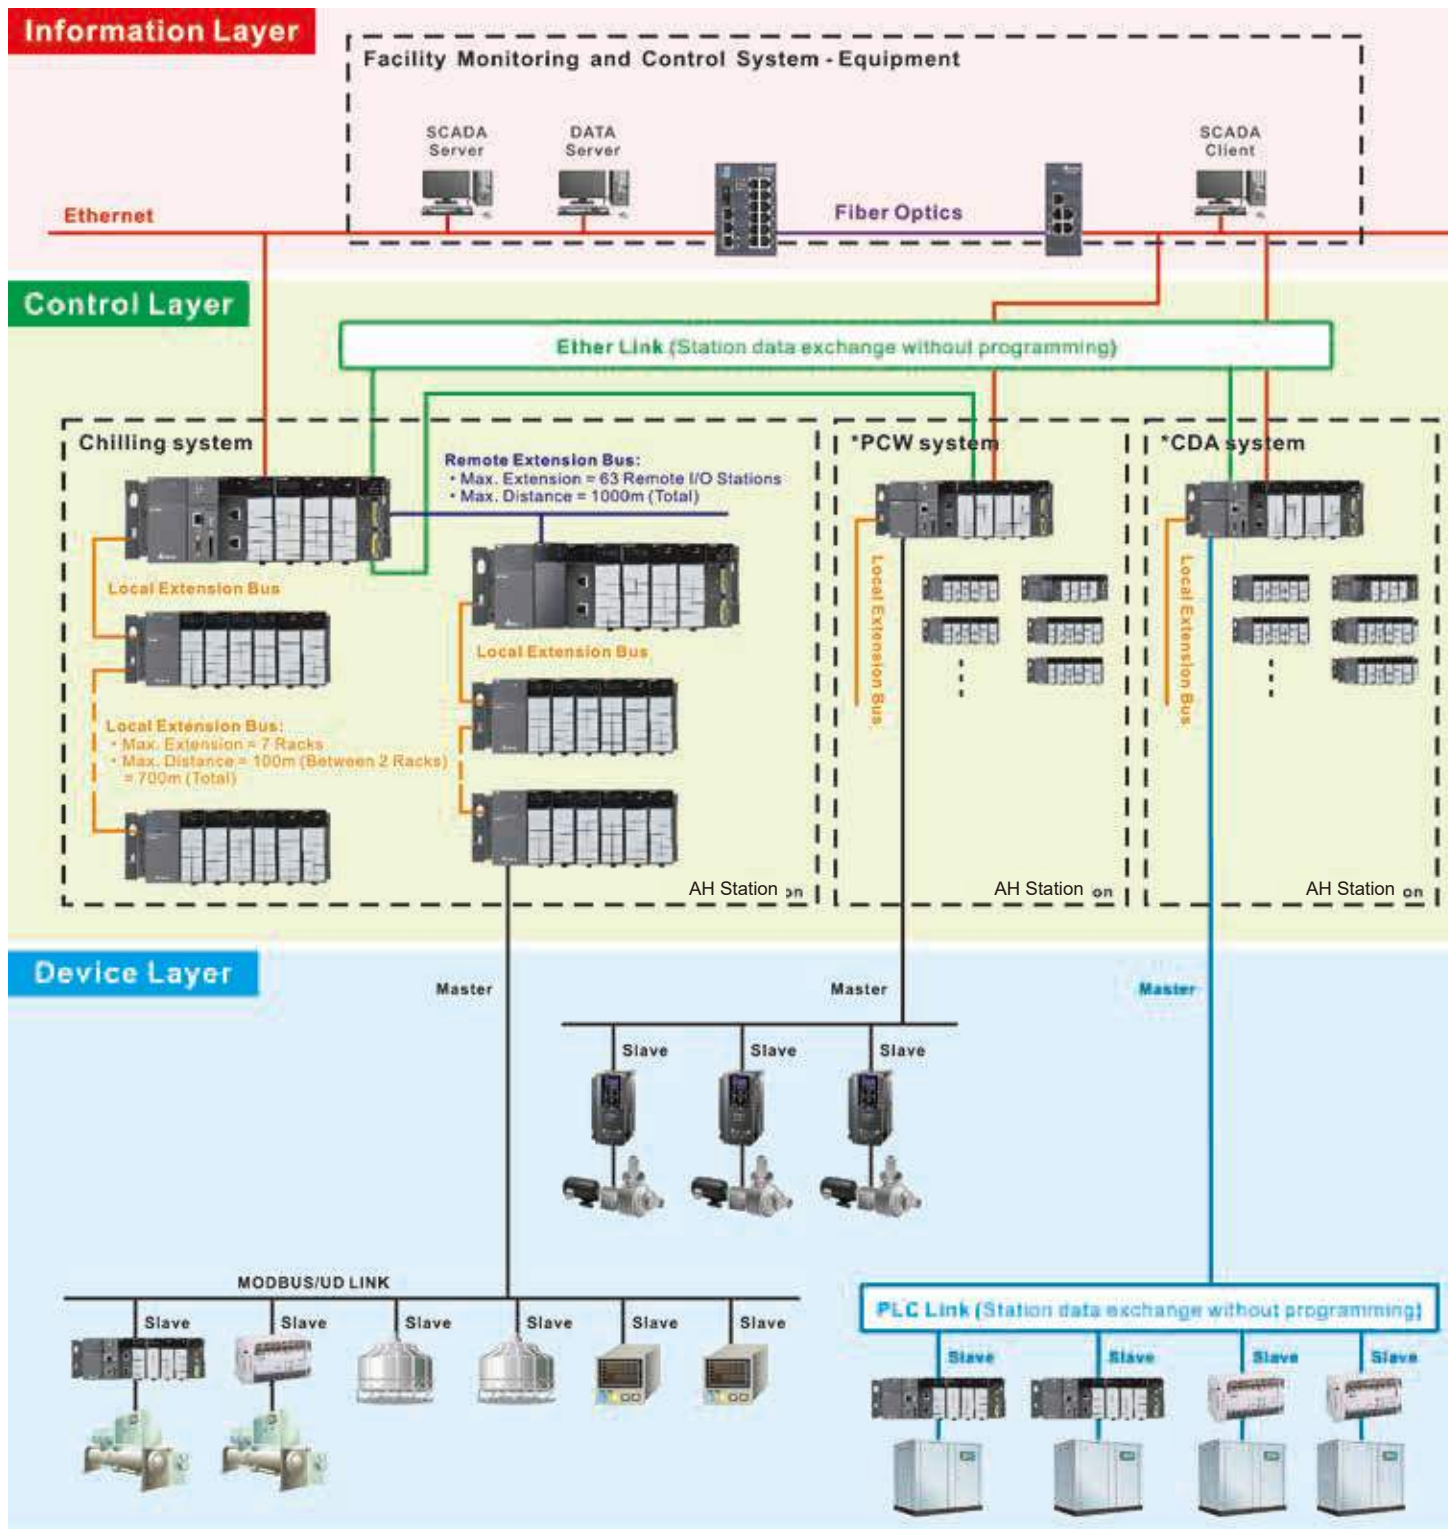 Information Layer
Facility Monitoring and Control System - Equipment
SCADA
Server
DATA
Server
SCADA
Client
Ethernet
Fiber Optics
Control Layer
Ether Link (Station data exchange without programming)
Chilling system
*PCW system
*CDA system
Remote Extension Bus:
• Max. Extension = 63 Remote I/O Stations
• Max. Distance = 1000m (Total)
Local Extension Bus
Local Extension Bus
Local Extension Bus
Local Extension Bus
Local Extension Bus:
• Max. Extension = 7 Racks
• Max. Distance = 100m (Between 2 Racks)
= 700m (Total)
AH Station on
AH Station on
AH Station on
Device Layer
Master
Master
Master
Slave
Slave
Slave
MODBUS/UD LINK
Slave
Slave
Slave
Slave
Slave
Slave
PLC Link (Station data exchange without programming)
Slave
Slave
Slave
Slave